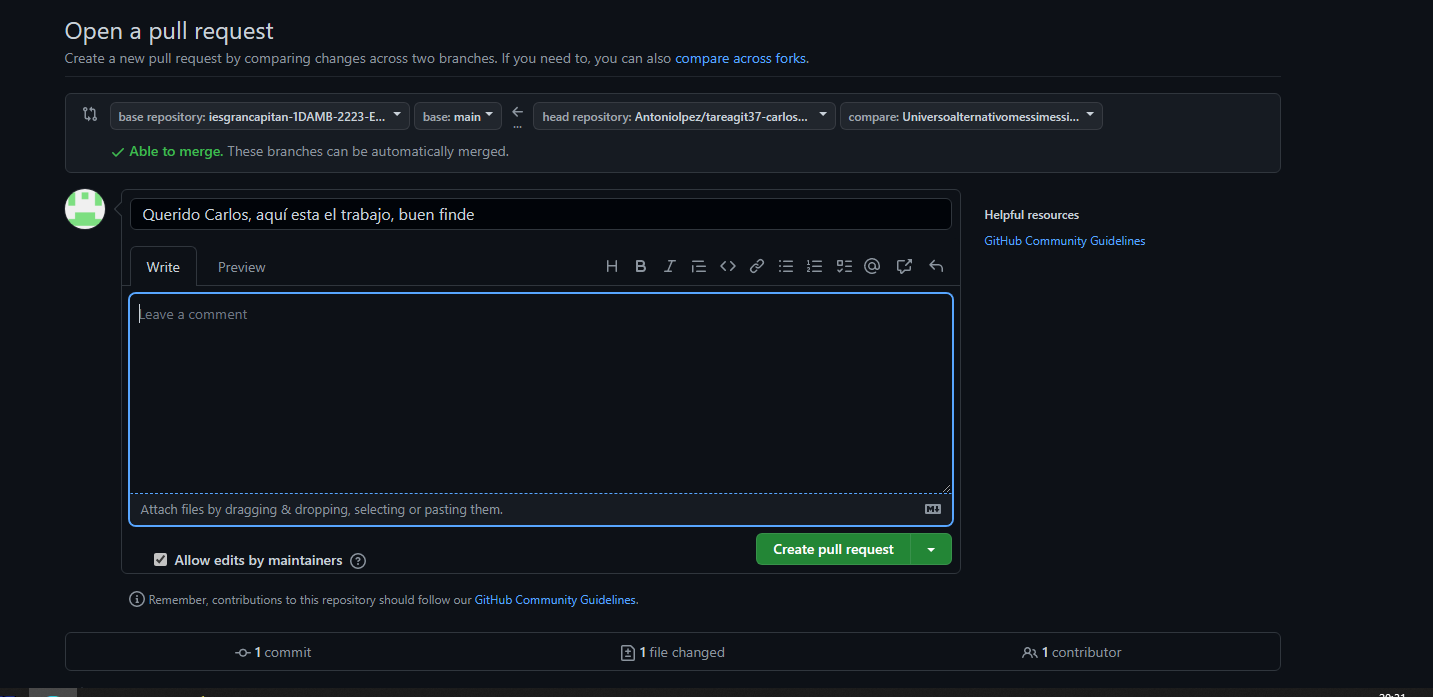 Open a pull request
Create a new pull request by comparing changes across two branches. If you need to, you can also compare across forks.
base repository: iesgrancapitan-1DAMB-2223-E... base: main ... head repository: Antoniolpez/tareagit37-carlos... compare: Universoalternativomessimessi...
Able to merge. These branches can be automatically merged.
Querido Carlos, aquí esta el trabajo, buen finde
Helpful resources
GitHub Community Guidelines
Write Preview
Leave a comment
Attach files by dragging & dropping, selecting or pasting them.
Create pull request
Allow edits by maintainers
Remember, contributions to this repository should follow our GitHub Community Guidelines.
1 commit 1 file changed 1 contributor